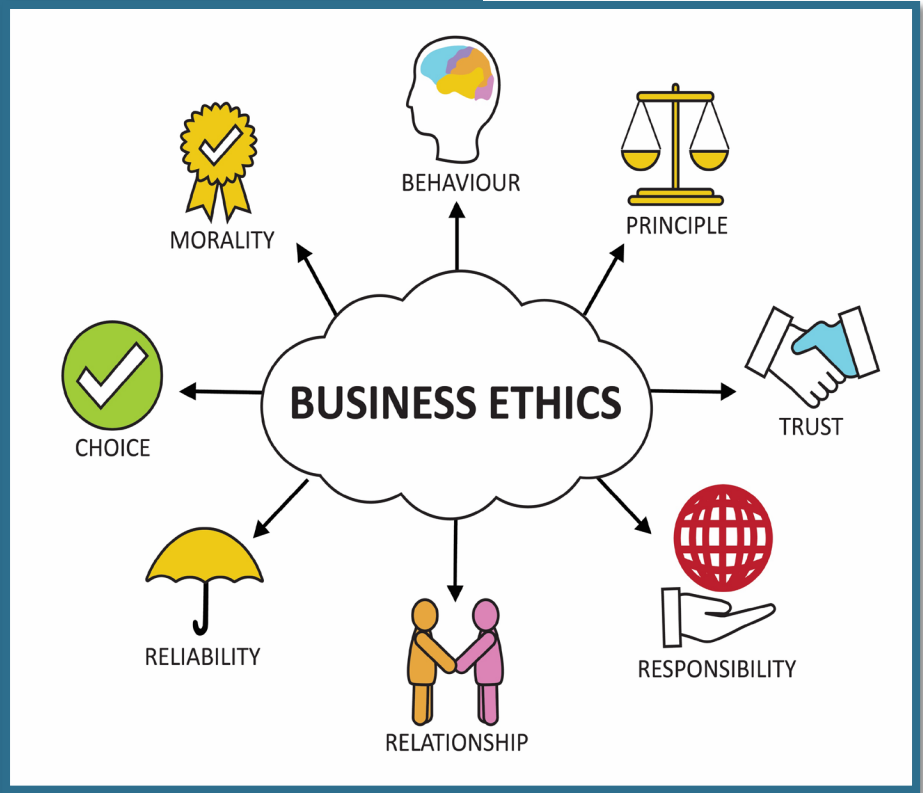 BEHAVIOUR
MORALITY
PRINCIPLE
BUSINESS ETHICS
CHOICE
TRUST
RELIABILITY
RESPONSIBILITY
RELATIONSHIP